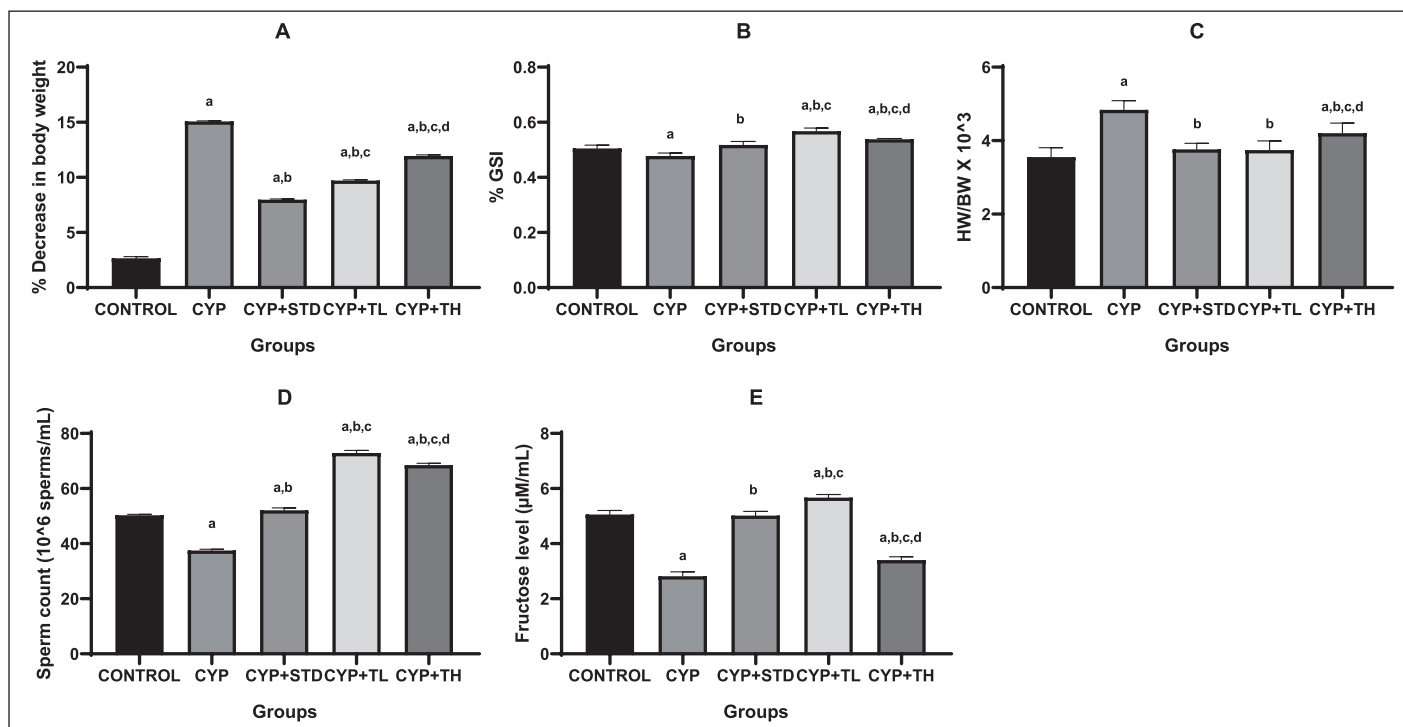 A
% Decrease in body weight
20
15
10
5
0
a
a,b
a,b,c
a,b,c,d
CONTROL CYP CYP+STD CYP+TL CYP+TH
Groups
B
% GSI
0.8
0.6
0.4
0.2
0.0
a
b
a,b,c
a,b,c,d
CONTROL CYP CYP+STD CYP+TL CYP+TH
Groups
C
HW/BW X 10^3
6
4
2
0
a
b
b
a,b,c,d
CONTROL CYP CYP+STD CYP+TL CYP+TH
Groups
D
Sperm count (10^6 sperms/mL)
80
60
40
20
0
a
a,b
a,b,c
a,b,c,d
CONTROL CYP CYP+STD CYP+TL CYP+TH
Groups
E
Fructose level (µM/mL)
8
6
4
2
0
a
b
a,b,c
a,b,c,d
CONTROL CYP CYP+STD CYP+TL CYP+TH
Groups